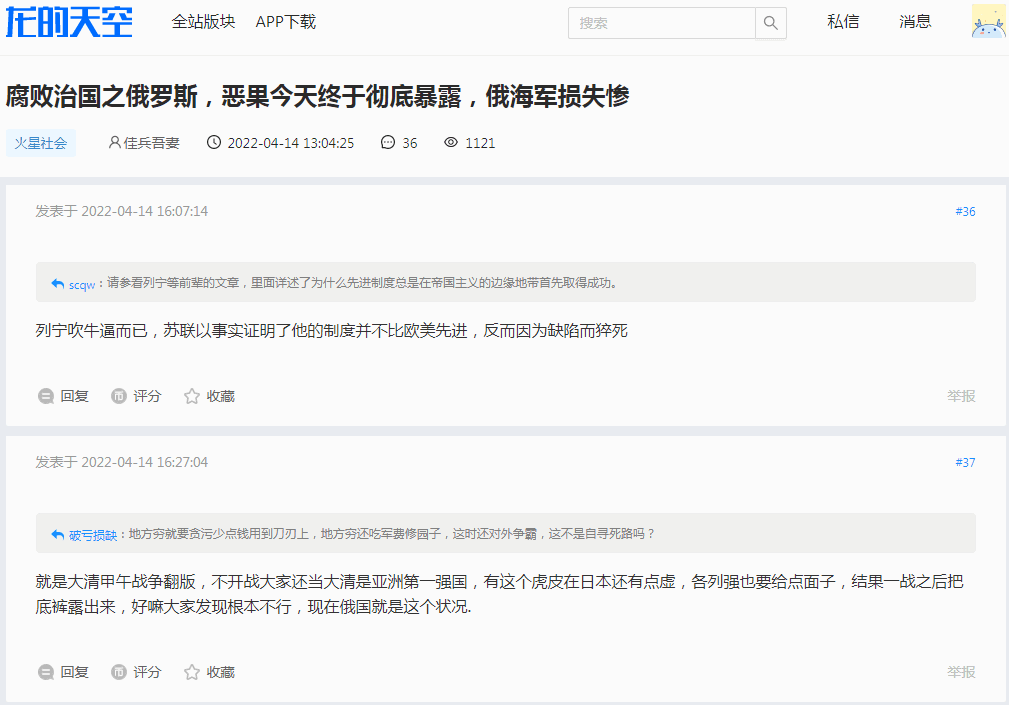 龙的天空 全站版块 APP下载 搜索 私信 消息
腐败治国之俄罗斯，恶果今天终于彻底暴露，俄海军损失惨
火星社会 佳兵吾妻 2022-04-14 13:04:25 36 1121
发表于 2022-04-14 16:07:14 #36
scqw：请参看列宁等前辈的文章，里面详述了为什么先进制度总是在帝国主义的边缘地带首先取得成功。
列宁吹牛逼而已，苏联以事实证明了他的制度并不比欧美先进，反而因为缺陷而猝死
回复 评分 收藏 举报
发表于 2022-04-14 16:27:04 #37
破亏损缺：地方穷就要贪污少点钱用到刀刃上，地方穷还吃军费修园子，这时还对外争霸，这不是自寻死路吗？
就是大清甲午战争翻版，不开战大家还当大清是亚洲第一强国，有这个虎皮在日本还有点虚，各列强也要给点面子，结果一战之后把
底裤露出来，好嘛大家发现根本不行，现在俄国就是这个状况.
回复 评分 收藏 举报